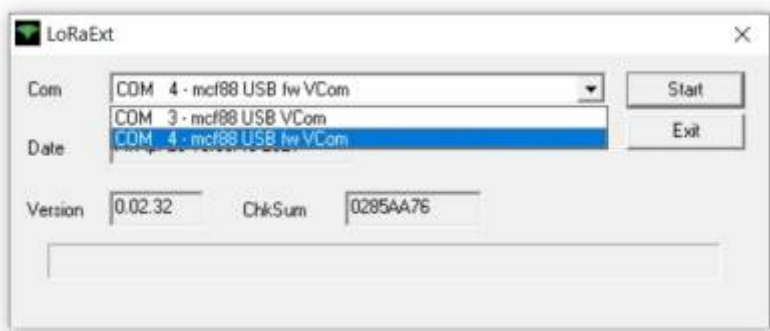 LoRaExt
Com COM 4 - mcf88 USB fw VCom Start
COM 3 - mcf88 USB VCom
COM 4 - mcf88 USB fw VCom Exit
Date
Version 0.02.32 ChkSum 0285AA76